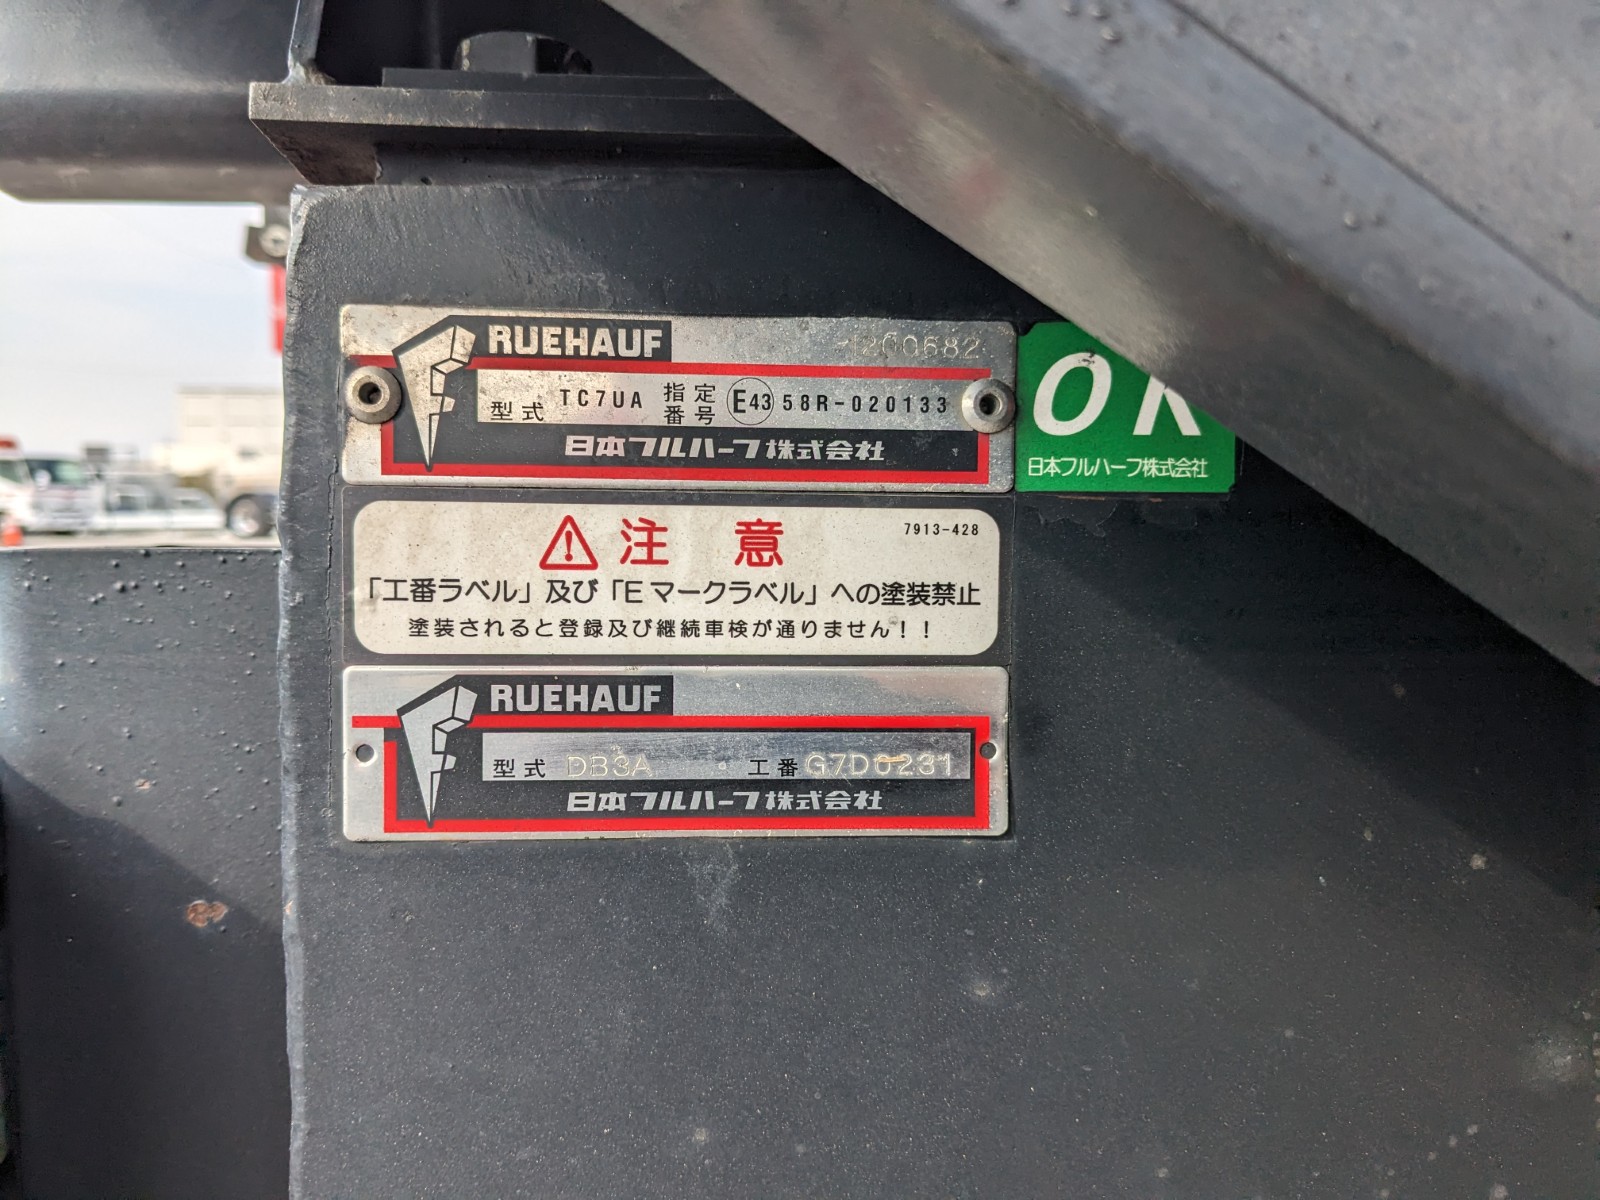 RUEHAUF
1200682
型式 TC7UA 指定番号 E43 58R-020133
日本フルハーフ株式会社
OK
日本フルハーフ株式会社
注意
7913-428
「工番ラベル」及び「Eマークラベル」への塗装禁止
塗装されると登録及び継続車検が通りません!!
RUEHAUF
型式 DB3A 工番 G7D0231
日本フルハーフ株式会社